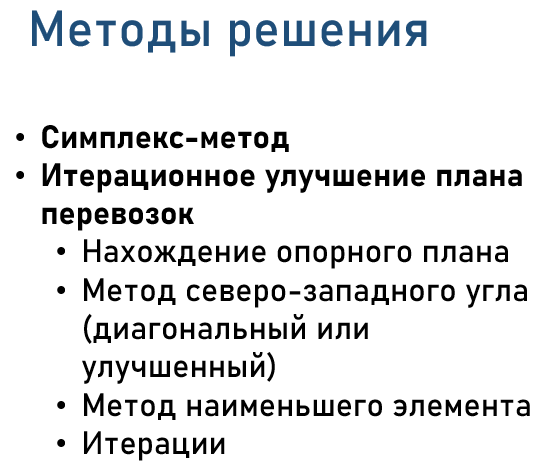 Методы решения
• Симплекс-метод
• Итерационное улучшение плана
перевозок
• Нахождение опорного плана
• Метод северо-западного угла
(диагональный или
улучшенный)
• Метод наименьшего элемента
• Итерации